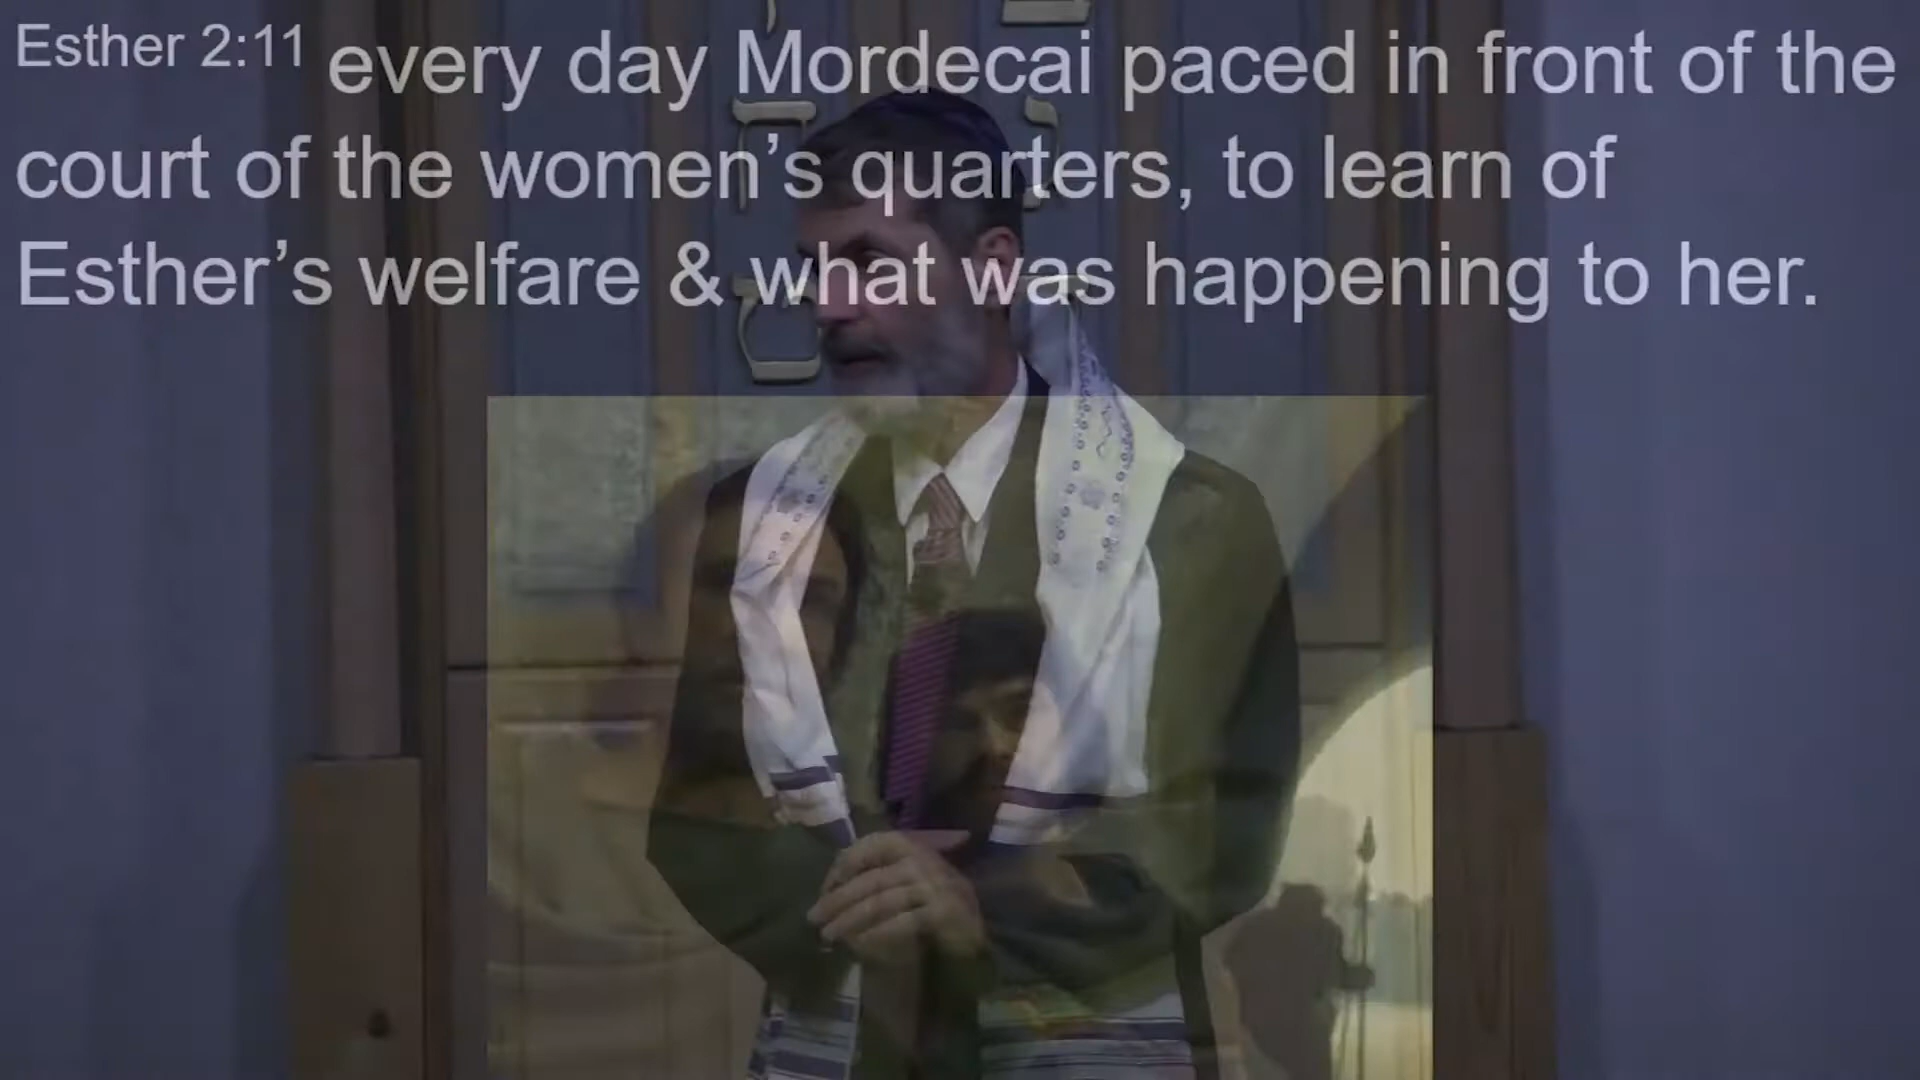 Esther 2:11 every day Mordecai paced in front of the
court of the women’s quarters, to learn of
Esther’s welfare & what was happening to her.